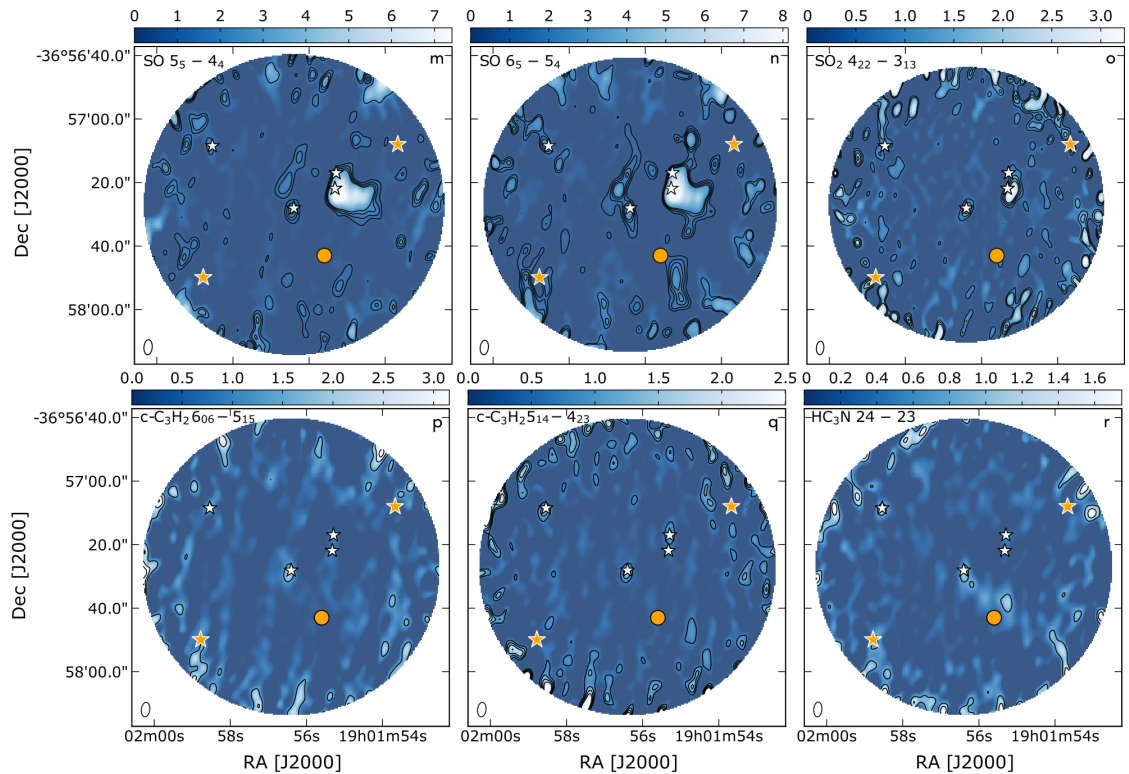 0 1 2 3 4 5 6 7
0 1 2 3 4 5 6 7 8
0.0 0.5 1.0 1.5 2.0 2.5 3.0
-36°56'40.0"
57'00.0"
20.0"
40.0"
58'00.0"
Dec [J2000]
SO 5₅ − 4₄ m
SO 6₅ − 5₄ n
SO₂ 4₂₂ − 3₁₃ o
0.0 0.5 1.0 1.5 2.0 2.5 3.0
0.0 0.5 1.0 1.5 2.0 2.5
0.2 0.4 0.6 0.8 1.0 1.2 1.4 1.6
-36°56'40.0"
57'00.0"
20.0"
40.0"
58'00.0"
Dec [J2000]
c-C₃H₂ 6₀₆ − 5₁₅ p
c-C₃H₂5₁₄ − 4₂₃ q
HC₃N 24 − 23 r
02m00s 58s 56s 19h01m54s
02m00s 58s 56s 19h01m54s
02m00s 58s 56s 19h01m54s
RA [J2000] RA [J2000] RA [J2000]